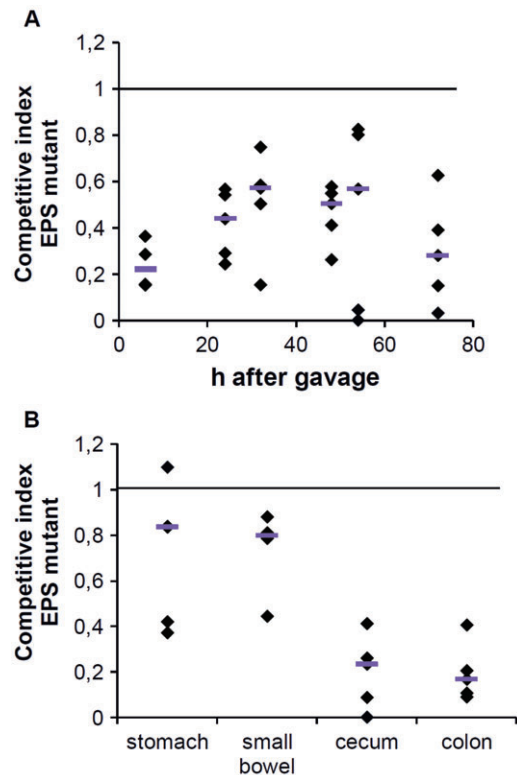 A
Competitive index
EPS mutant
1,2
1
0,8
0,6
0,4
0,2
0
0
20
40
60
80
h after gavage
B
Competitive index
EPS mutant
1,2
1
0,8
0,6
0,4
0,2
0
stomach
small
bowel
cecum
colon